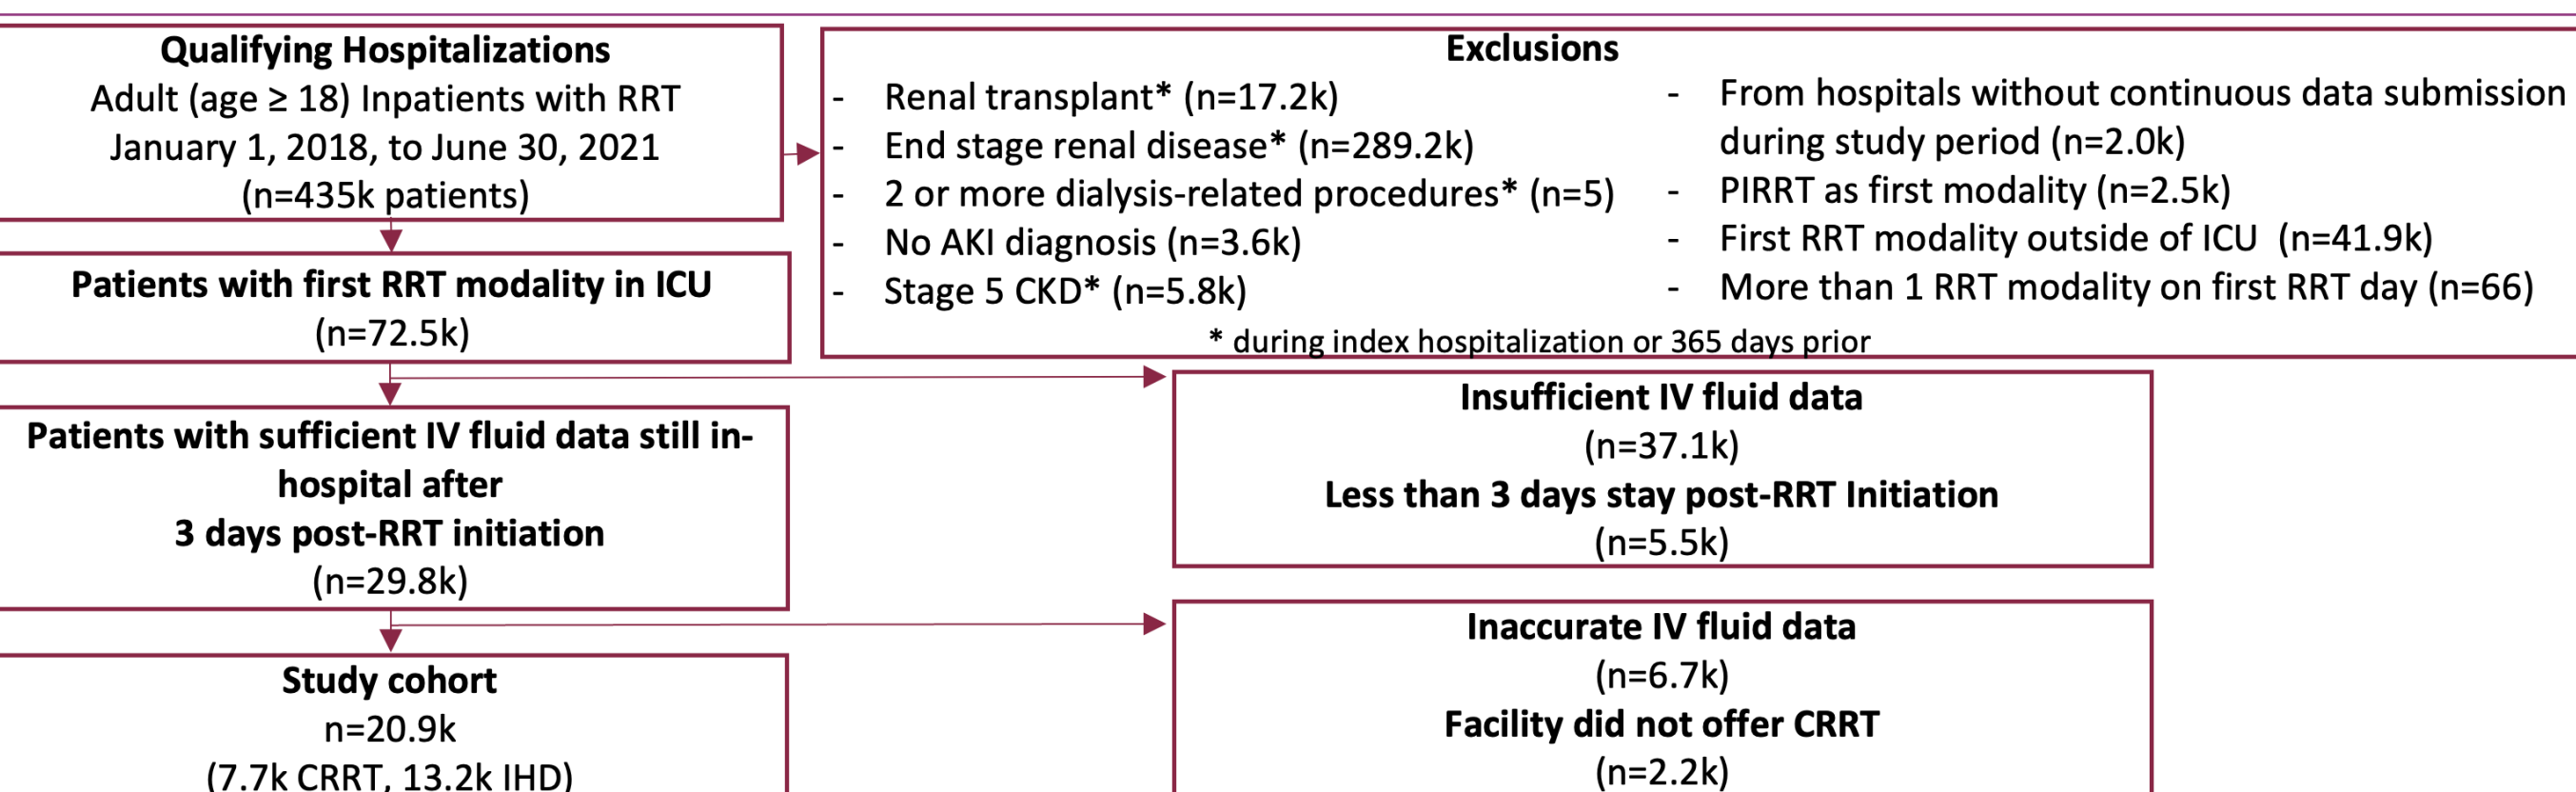 Qualifying Hospitalizations
Adult (age ≥ 18) Inpatients with RRT
January 1, 2018, to June 30, 2021
(n=435k patients)
Exclusions
- Renal transplant* (n=17.2k)
- End stage renal disease* (n=289.2k)
- 2 or more dialysis-related procedures* (n=5)
- No AKI diagnosis (n=3.6k)
- Stage 5 CKD* (n=5.8k)
- From hospitals without continuous data submission
during study period (n=2.0k)
- PIRRT as first modality (n=2.5k)
- First RRT modality outside of ICU (n=41.9k)
- More than 1 RRT modality on first RRT day (n=66)
* during index hospitalization or 365 days prior
Patients with first RRT modality in ICU
(n=72.5k)
Insufficient IV fluid data
(n=37.1k)
Less than 3 days stay post-RRT Initiation
(n=5.5k)
Patients with sufficient IV fluid data still in-
hospital after
3 days post-RRT initiation
(n=29.8k)
Inaccurate IV fluid data
(n=6.7k)
Facility did not offer CRRT
(n=2.2k)
Study cohort
n=20.9k
(7.7k CRRT, 13.2k IHD)